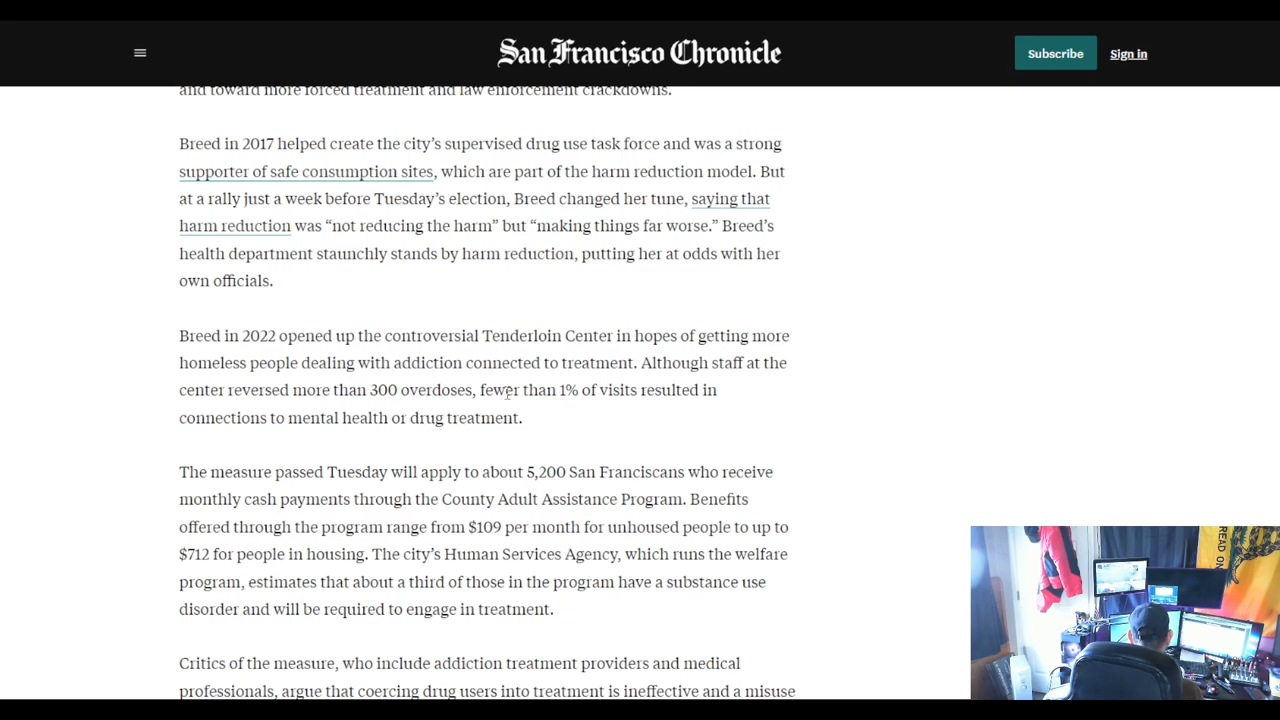 San Francisco Chronicle
Subscribe
Sign in
and toward more forced treatment and law enforcement crackdowns.
Breed in 2017 helped create the city’s supervised drug use task force and was a strong
supporter of safe consumption sites, which are part of the harm reduction model. But
at a rally just a week before Tuesday’s election, Breed changed her tune, saying that
harm reduction was “not reducing the harm” but “making things far worse.” Breed’s
health department staunchly stands by harm reduction, putting her at odds with her
own officials.
Breed in 2022 opened up the controversial Tenderloin Center in hopes of getting more
homeless people dealing with addiction connected to treatment. Although staff at the
center reversed more than 300 overdoses, fewer than 1% of visits resulted in
connections to mental health or drug treatment.
The measure passed Tuesday will apply to about 5,200 San Franciscans who receive
monthly cash payments through the County Adult Assistance Program. Benefits
offered through the program range from $109 per month for unhoused people to up to
$712 for people in housing. The city’s Human Services Agency, which runs the welfare
program, estimates that about a third of those in the program have a substance use
disorder and will be required to engage in treatment.
Critics of the measure, who include addiction treatment providers and medical
professionals, argue that coercing drug users into treatment is ineffective and a misuse
READ ON